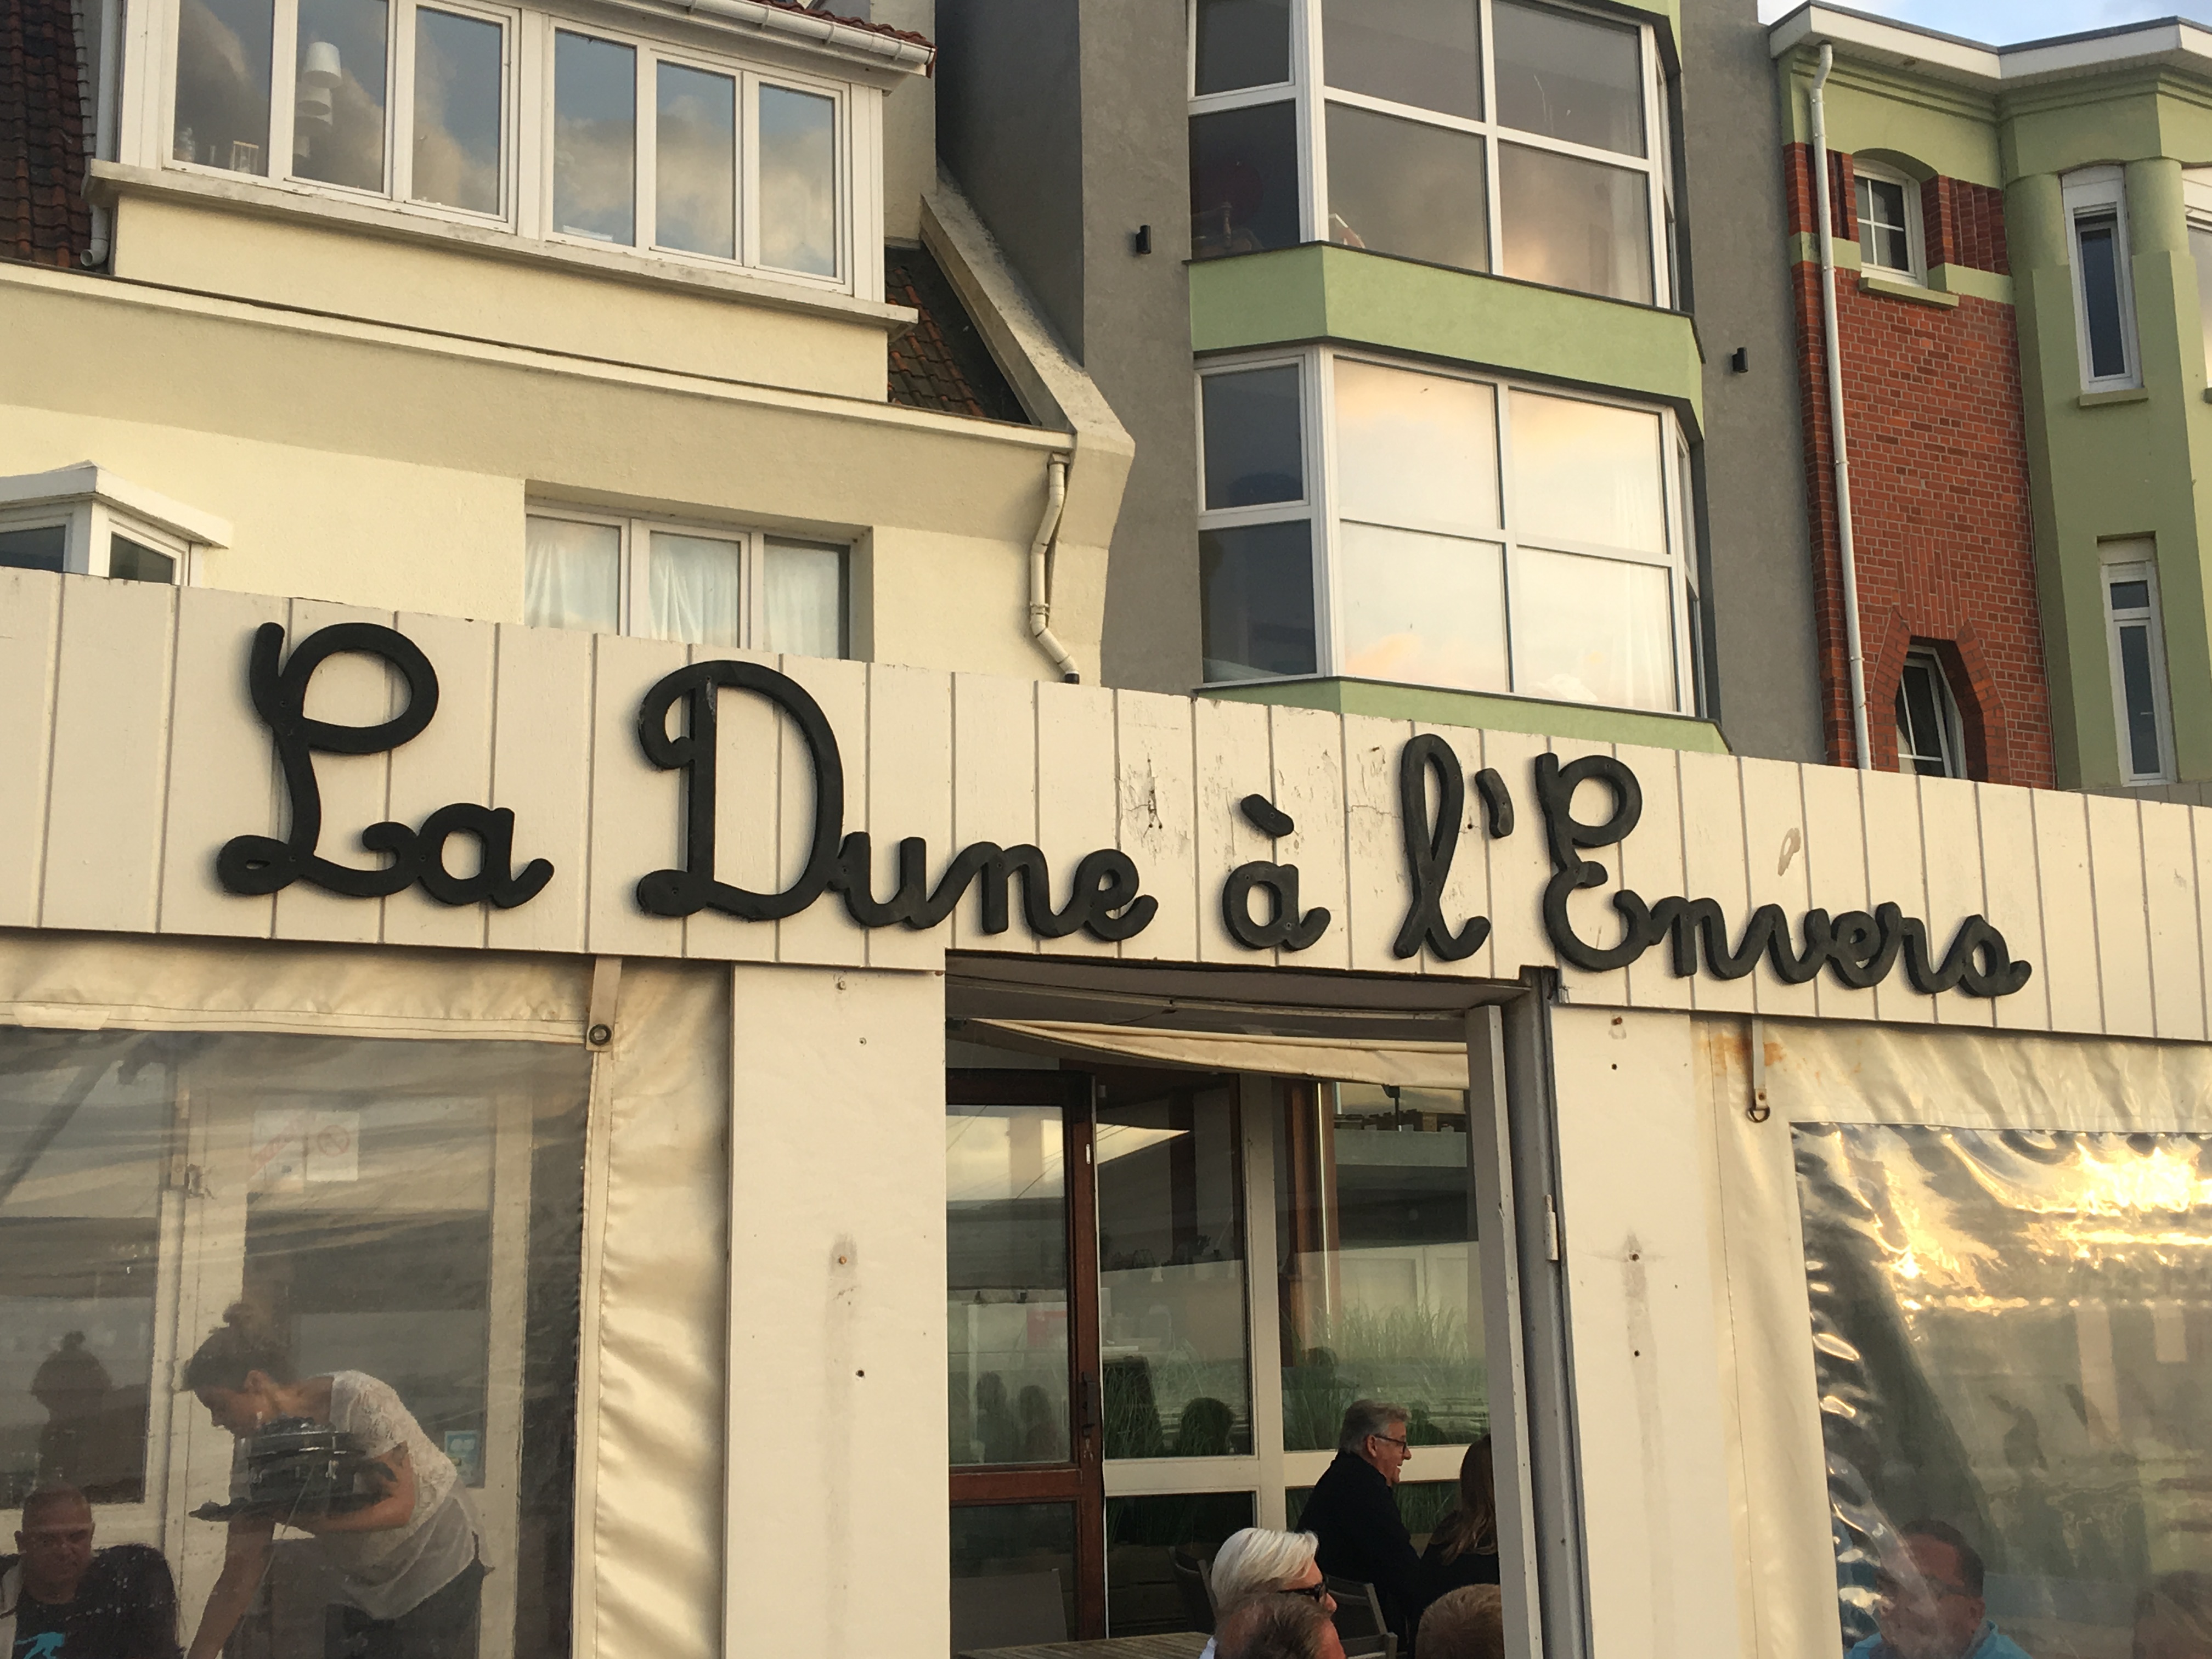 La Dune à l'Envers